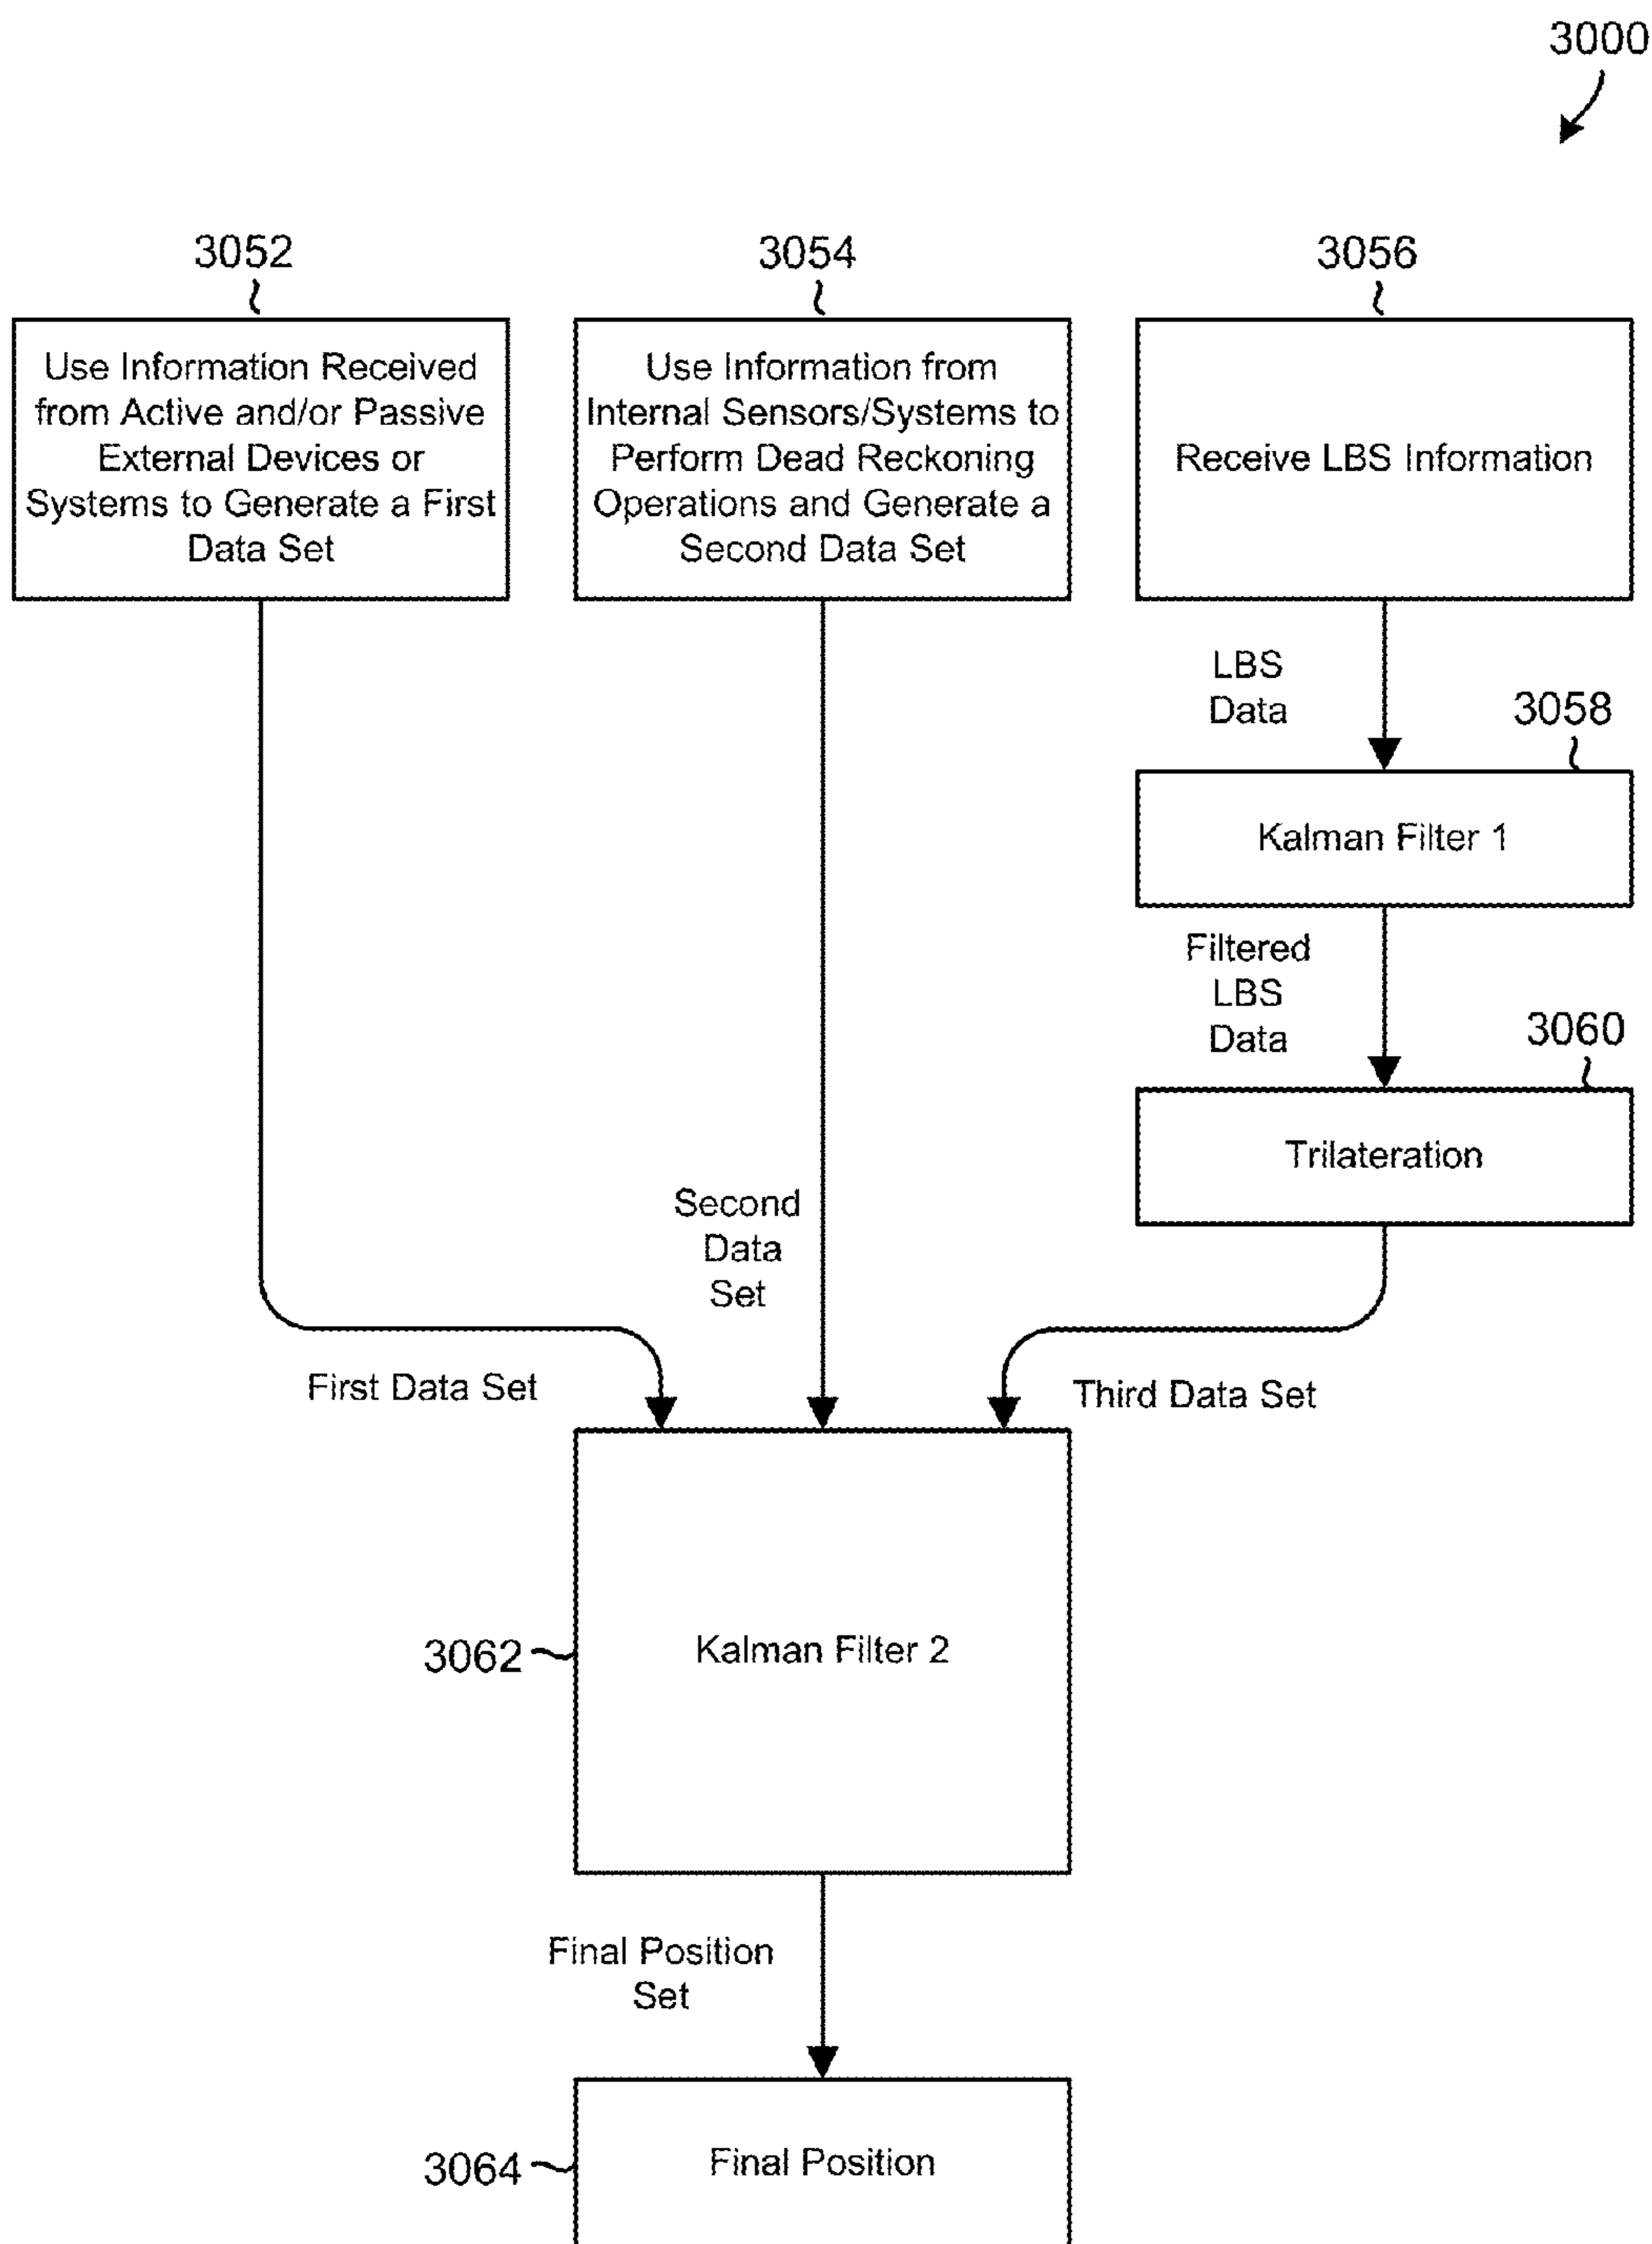 3000
3052
Use Information Received
from Active and/or Passive
External Devices or
Systems to Generate a First
Data Set
3054
Use Information from
Internal Sensors/Systems to
Perform Dead Reckoning
Operations and Generate a
Second Data Set
3056
Receive LBS Information
LBS
Data
3058
Kalman Filter 1
Filtered
LBS
Data
3060
Trilateration
Second
Data
Set
First Data Set
Third Data Set
3062
Kalman Filter 2
Final Position
Set
3064
Final Position